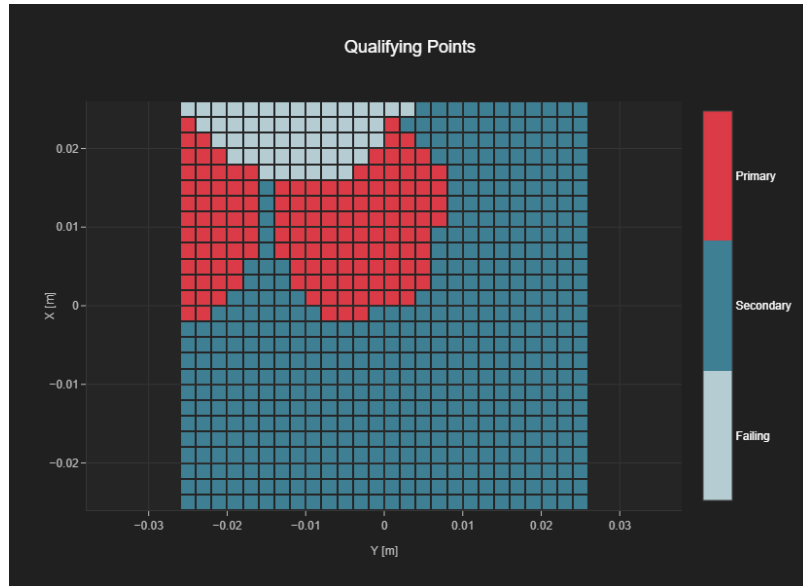 Qualifying Points
0.02
0.01
0
−0.01
−0.02
X [m]
−0.03
−0.02
−0.01
0
0.01
0.02
0.03
Y [m]
Primary
Secondary
Failing